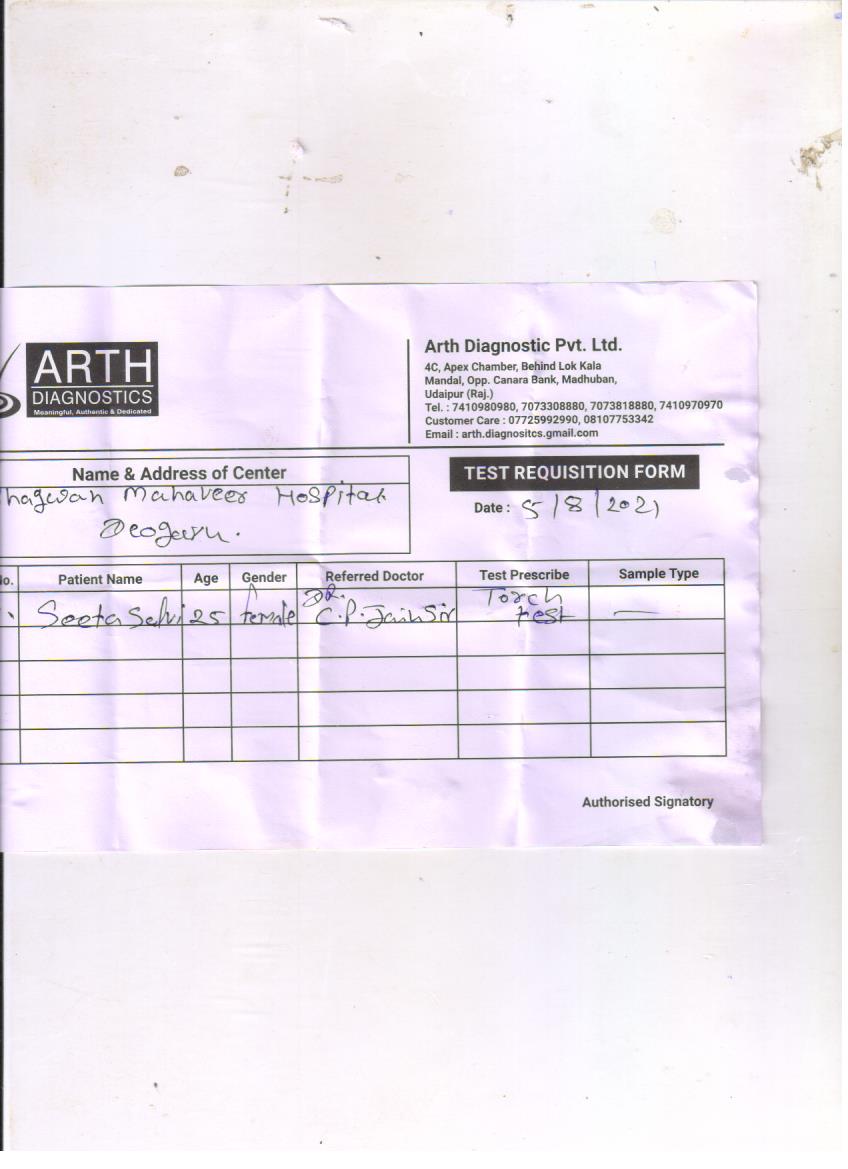 ARTH
DIAGNOSTICS
Meaningful, Authentic & Dedicated
Arth Diagnostic Pvt. Ltd.
4C, Apex Chamber, Behind Lok Kala
Mandal, Opp. Canara Bank, Madhuban,
Udaipur (Raj.)
Tel. : 7410980980, 7073308880, 7073818880, 7410970970
Customer Care : 07725992990, 08107753342
Email : arth.diagnositcs.gmail.com
Name & Address of Center
hagwan Mahaveer Hospital
Deogarh.
TEST REQUISITION FORM
Date : 5/8/2021
No. Patient Name Age Gender Referred Doctor Test Prescribe Sample Type
Seeta Salvi 25 female DR. C.P. Jain Sir Torch test —
Authorised Signatory